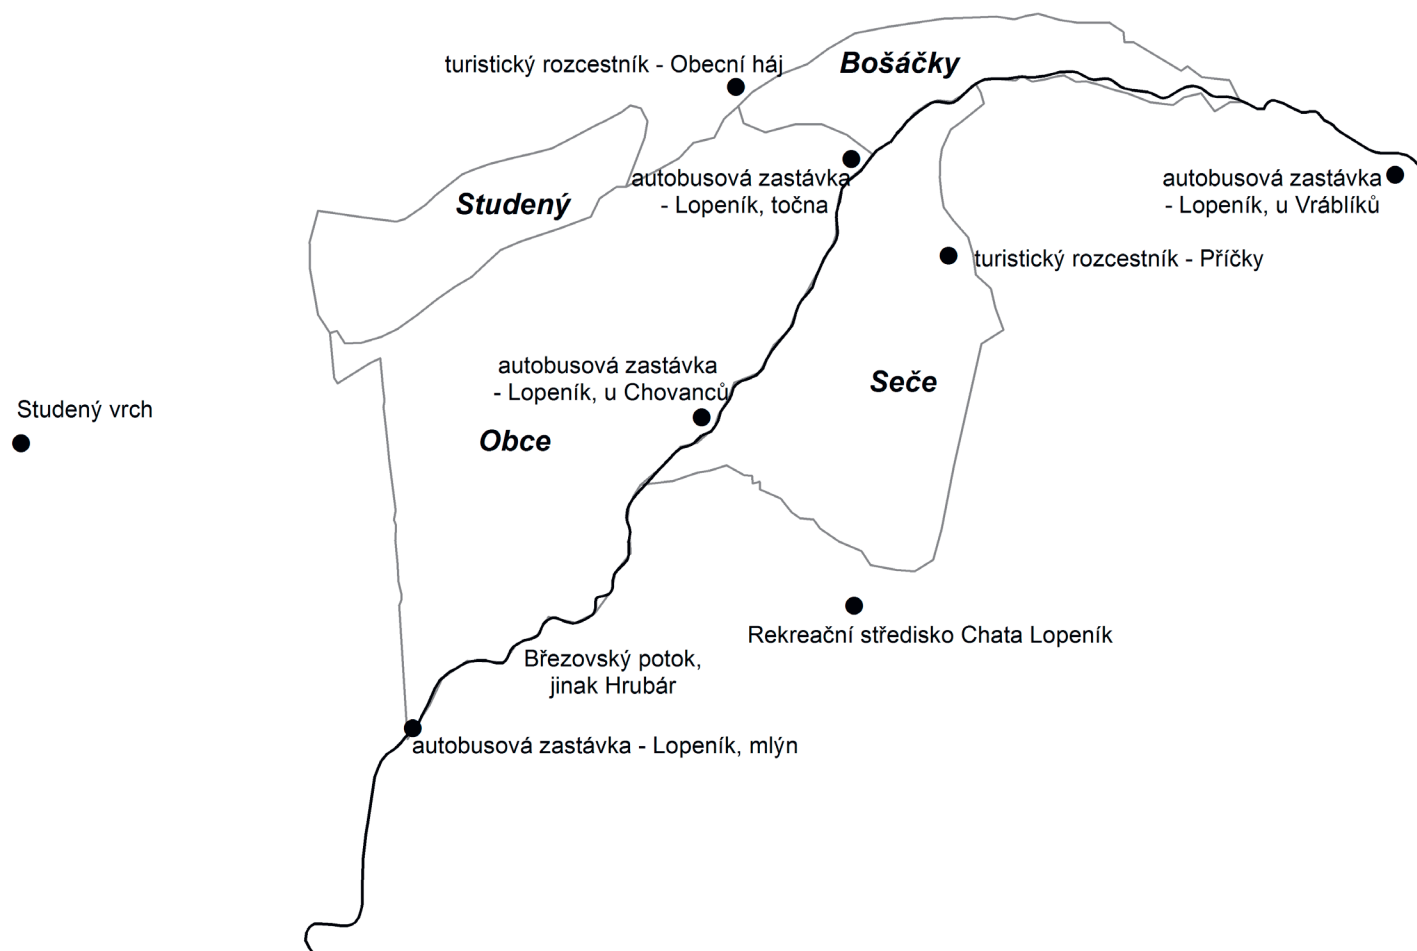 Bošáčky
turistický rozcestník - Obecní háj
autobusová zastávka
- Lopeník, točna
autobusová zastávka
- Lopeník, u Vráblíků
Studený
turistický rozcestník - Příčky
autobusová zastávka
- Lopeník, u Chovanců
Seče
Studený vrch
Obce
Rekreační středisko Chata Lopeník
Březovský potok,
jinak Hrubár
autobusová zastávka - Lopeník, mlýn